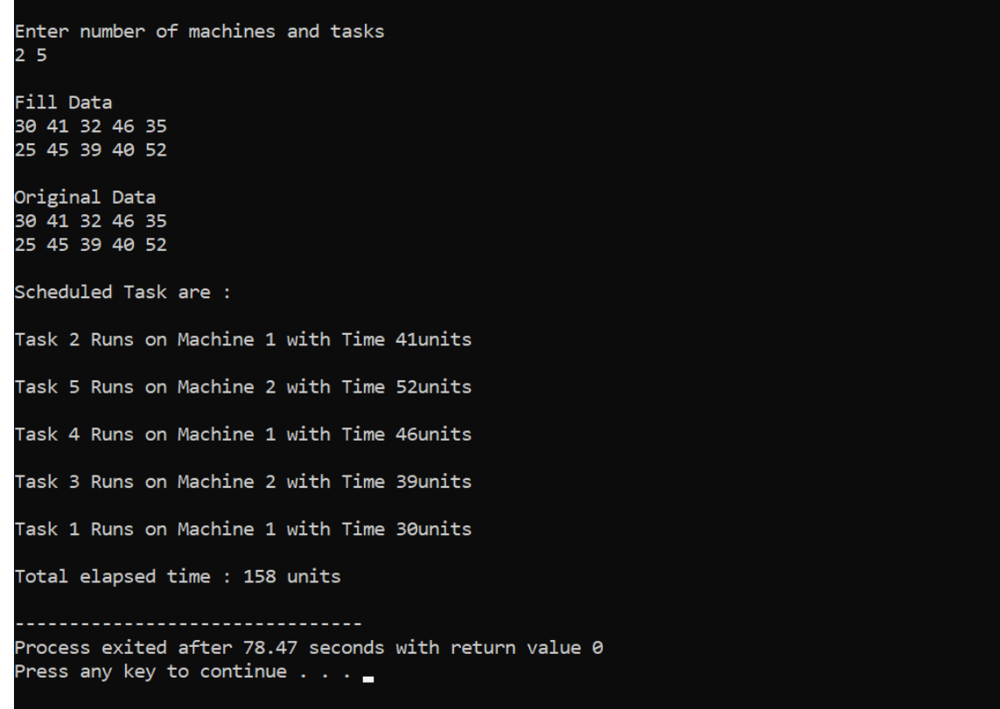 Enter number of machines and tasks
2 5
Fill Data
30 41 32 46 35
25 45 39 40 52
Original Data
30 41 32 46 35
25 45 39 40 52
Scheduled Task are :
Task 2 Runs on Machine 1 with Time 41units
Task 5 Runs on Machine 2 with Time 52units
Task 4 Runs on Machine 1 with Time 46units
Task 3 Runs on Machine 2 with Time 39units
Task 1 Runs on Machine 1 with Time 30units
Total elapsed time : 158 units
--------------------------------
Process exited after 78.47 seconds with return value 0
Press any key to continue . . .